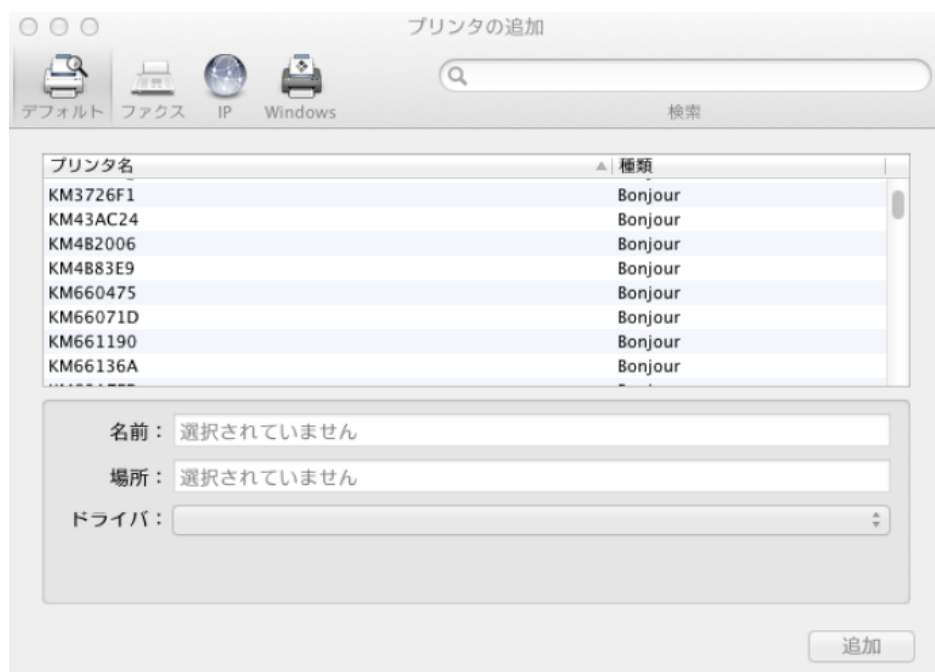 プリンタの追加
デフォルト ファクス IP Windows 検索
プリンタ名 種類
KM3726F1 Bonjour
KM43AC24 Bonjour
KM4B2006 Bonjour
KM4B83E9 Bonjour
KM660475 Bonjour
KM66071D Bonjour
KM661190 Bonjour
KM66136A Bonjour
名前： 選択されていません
場所： 選択されていません
ドライバ：
追加